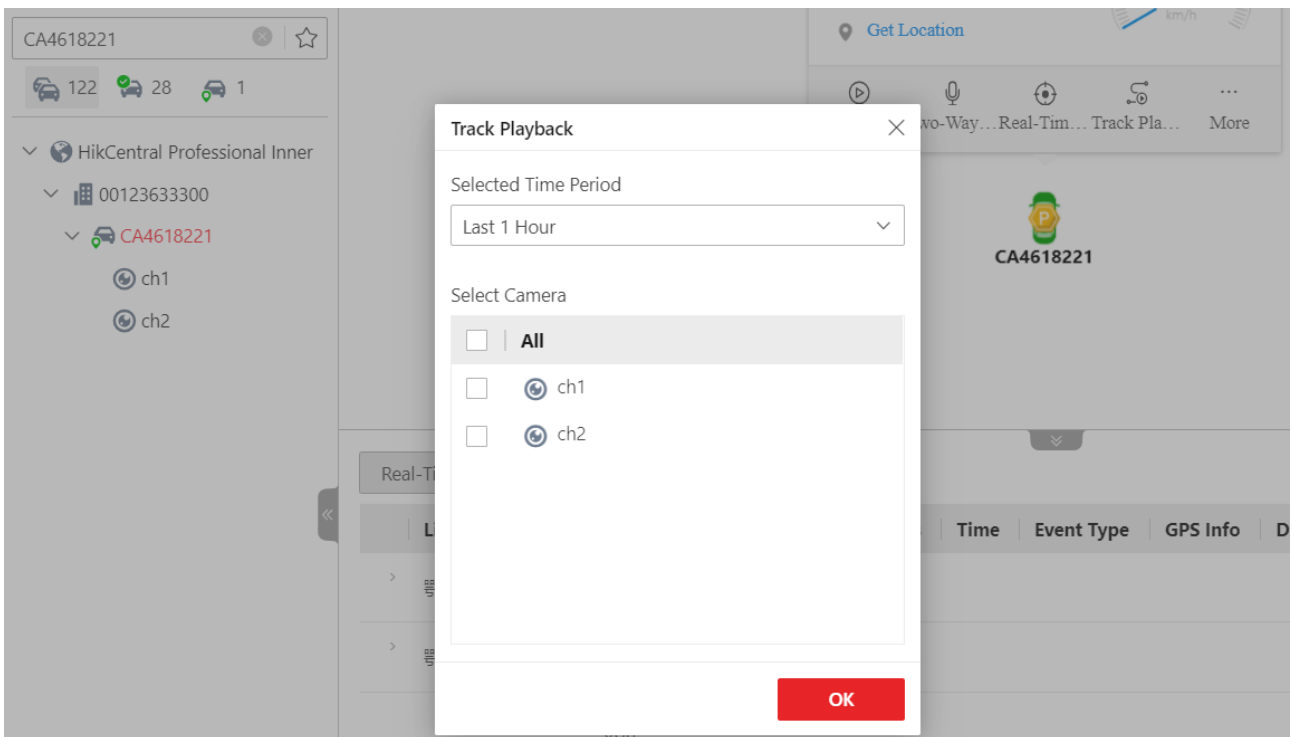 CA4618221
122 28 1
HikCentral Professional Inner
00123633300
CA4618221
ch1
ch2
Get Location
km/h
wo-Way... Real-Tim... Track Pla... More
CA4618221
Track Playback
Selected Time Period
Last 1 Hour
Select Camera
All
ch1
ch2
OK
Real-Ti
Time Event Type GPS Info D